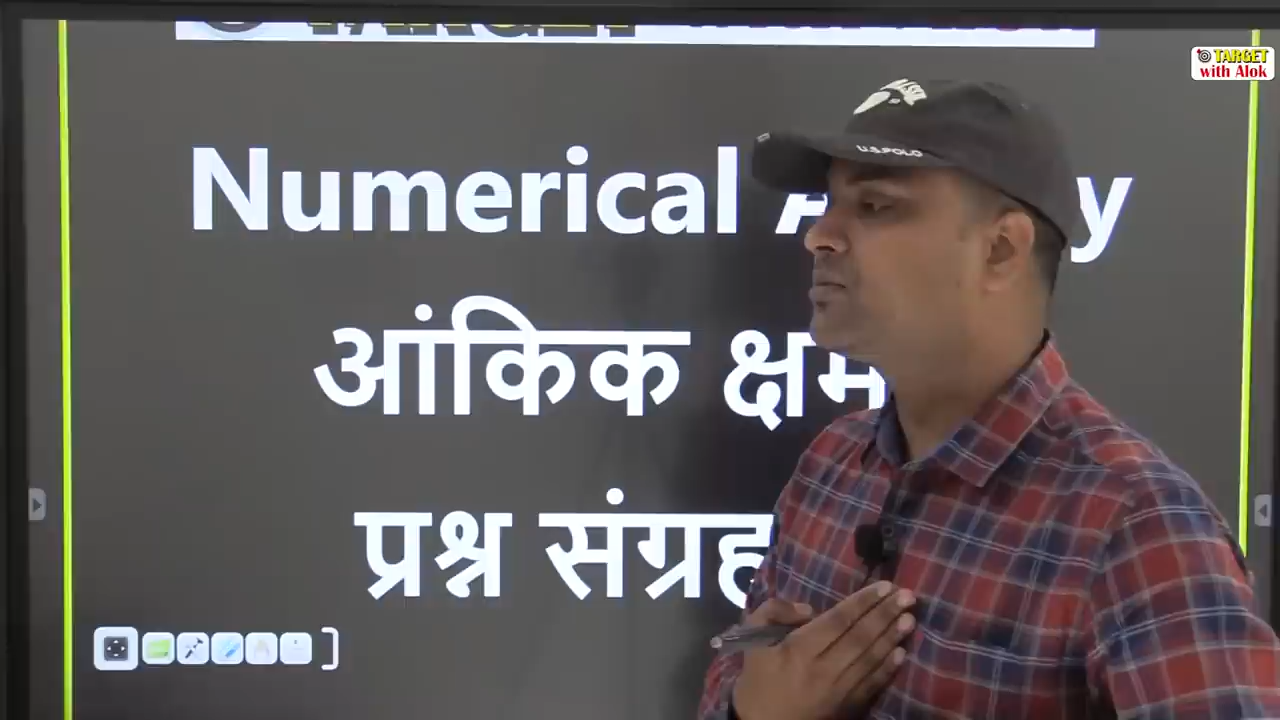 TARGET
with Alok
U.S. POLO
Numerical
आंकिक
प्रश्न संग्रह